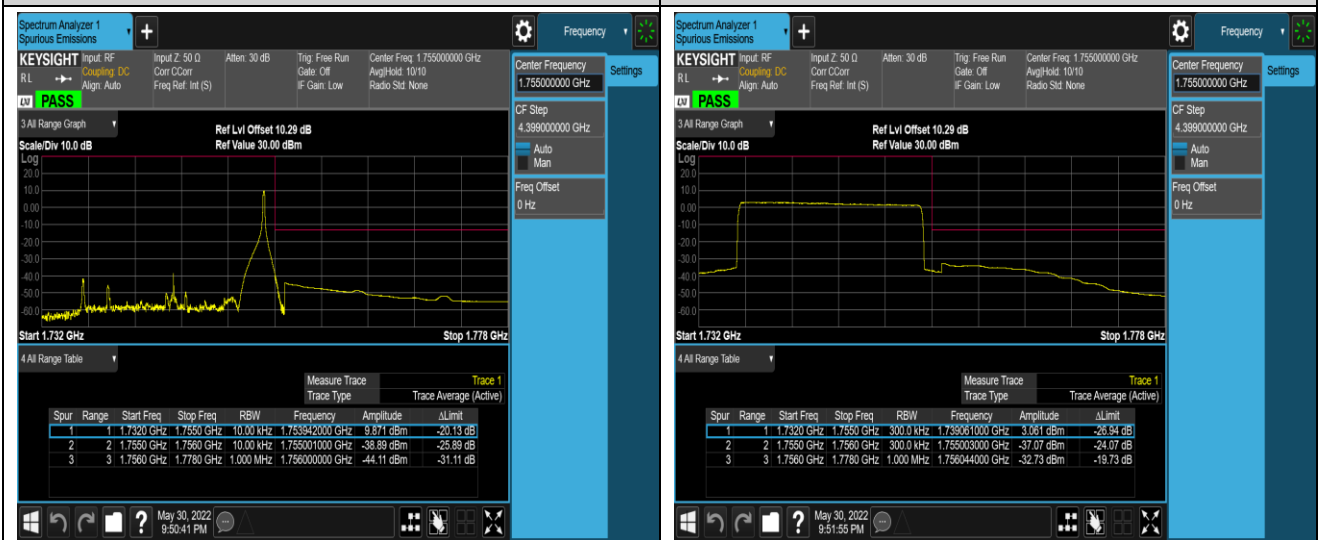 Spectrum Analyzer 1
Spurious Emissions
+
Frequency
KEYSIGHT Input: RF Input Z: 50 Ω Atten: 30 dB Trig: Free Run Center Freq: 1.755000000 GHz
Coupling: DC Corr CCorr Gate: Off Avg|Hold: 10/10
RL Align: Auto Freq Ref: Int (S) IF Gain: Low Radio Std: None
LXI PASS
Center Frequency
1.755000000 GHz
Settings
CF Step
4.399000000 GHz
Auto
Man
Freq Offset
0 Hz
3 All Range Graph
Ref Lvl Offset 10.29 dB
Scale/Div 10.0 dB Ref Value 30.00 dBm
Log
20.0
10.0
0.00
-10.0
-20.0
-30.0
-40.0
-50.0
-60.0
Start 1.732 GHz Stop 1.778 GHz
4 All Range Table
Measure Trace Trace 1
Trace Type Trace Average (Active)
Spur Range Start Freq Stop Freq RBW Frequency Amplitude ΔLimit
1 1 1.7320 GHz 1.7550 GHz 10.00 kHz 1.753942000 GHz 9.871 dBm -20.13 dB
2 2 1.7550 GHz 1.7560 GHz 10.00 kHz 1.755001000 GHz -38.89 dBm -25.89 dB
3 3 1.7560 GHz 1.7780 GHz 1.000 MHz 1.756000000 GHz -44.11 dBm -31.11 dB
?
May 30, 2022
9:50:41 PM
Spectrum Analyzer 1
Spurious Emissions
+
Frequency
KEYSIGHT Input: RF Input Z: 50 Ω Atten: 30 dB Trig: Free Run Center Freq: 1.755000000 GHz
Coupling: DC Corr CCorr Gate: Off Avg|Hold: 10/10
RL Align: Auto Freq Ref: Int (S) IF Gain: Low Radio Std: None
LXI PASS
Center Frequency
1.755000000 GHz
Settings
CF Step
4.399000000 GHz
Auto
Man
Freq Offset
0 Hz
3 All Range Graph
Ref Lvl Offset 10.29 dB
Scale/Div 10.0 dB Ref Value 30.00 dBm
Log
20.0
10.0
0.00
-10.0
-20.0
-30.0
-40.0
-50.0
-60.0
Start 1.732 GHz Stop 1.778 GHz
4 All Range Table
Measure Trace Trace 1
Trace Type Trace Average (Active)
Spur Range Start Freq Stop Freq RBW Frequency Amplitude ΔLimit
1 1 1.7320 GHz 1.7550 GHz 300.0 kHz 1.739061000 GHz 3.061 dBm -26.94 dB
2 2 1.7550 GHz 1.7560 GHz 300.0 kHz 1.755003000 GHz -37.07 dBm -24.07 dB
3 3 1.7560 GHz 1.7780 GHz 1.000 MHz 1.756044000 GHz -32.73 dBm -19.73 dB
?
May 30, 2022
9:51:55 PM